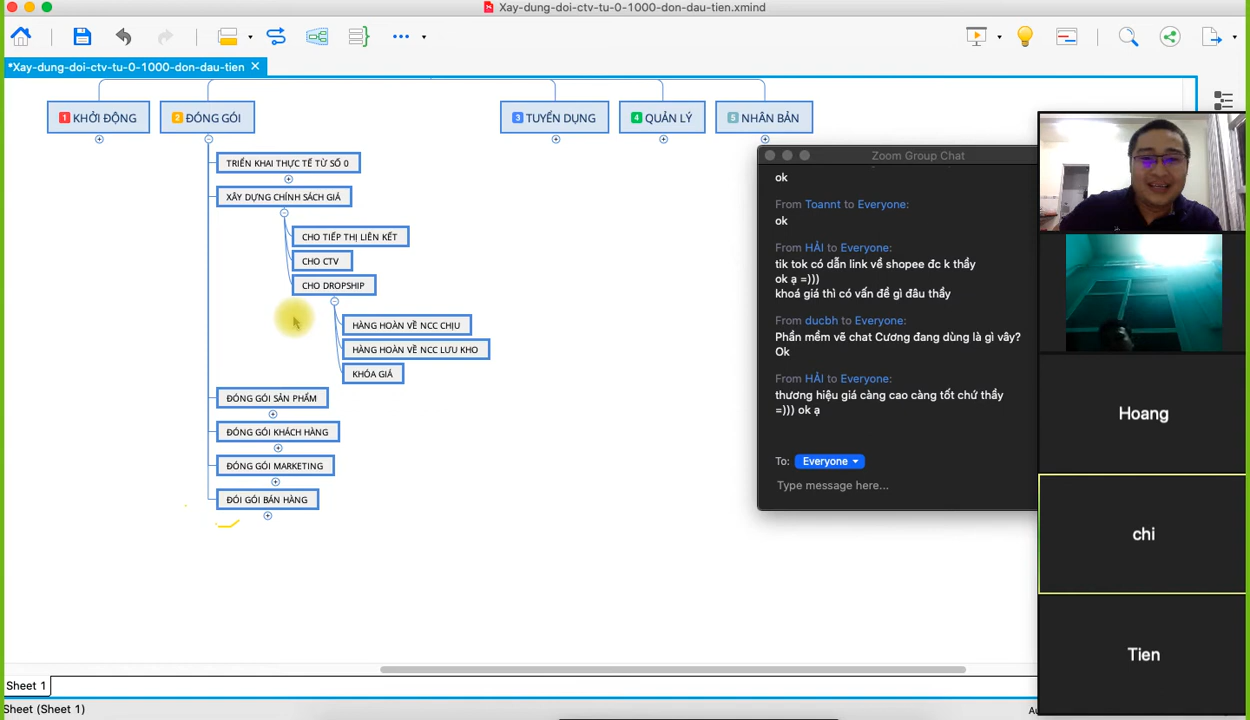 Xay-dung-doi-ctv-tu-0-1000-don-dau-tien.xmind
*Xay-dung-doi-ctv-tu-0-1000-don-dau-tien
1 KHỞI ĐỘNG
2 ĐÓNG GÓI
3 TUYỂN DỤNG
4 QUẢN LÝ
5 NHÂN BẢN
TRIỂN KHAI THỰC TẾ TỪ SỐ 0
XÂY DỰNG CHÍNH SÁCH GIÁ
CHO TIẾP THỊ LIÊN KẾT
CHO CTV
CHO DROPSHIP
HÀNG HOÀN VỀ NCC CHỊU
HÀNG HOÀN VỀ NCC LƯU KHO
KHÓA GIÁ
ĐÓNG GÓI SẢN PHẨM
ĐÓNG GÓI KHÁCH HÀNG
ĐÓNG GÓI MARKETING
ĐÓI GÓI BÁN HÀNG
Zoom Group Chat
ok
From Toannt to Everyone:
ok
From HẢI to Everyone:
tik tok có dẫn link về shopee đc k thầy
ok ạ =)))
khoá giá thì có vấn đề gì đâu thầy
From ducbh to Everyone:
Phần mềm vẽ chat Cương đang dùng là gì vậy?
Ok
From HẢI to Everyone:
thương hiệu giá càng cao càng tốt chứ thầy
=))) ok ạ
To: Everyone
Type message here...
Hoang
chi
Tien
Sheet 1
Sheet (Sheet 1)